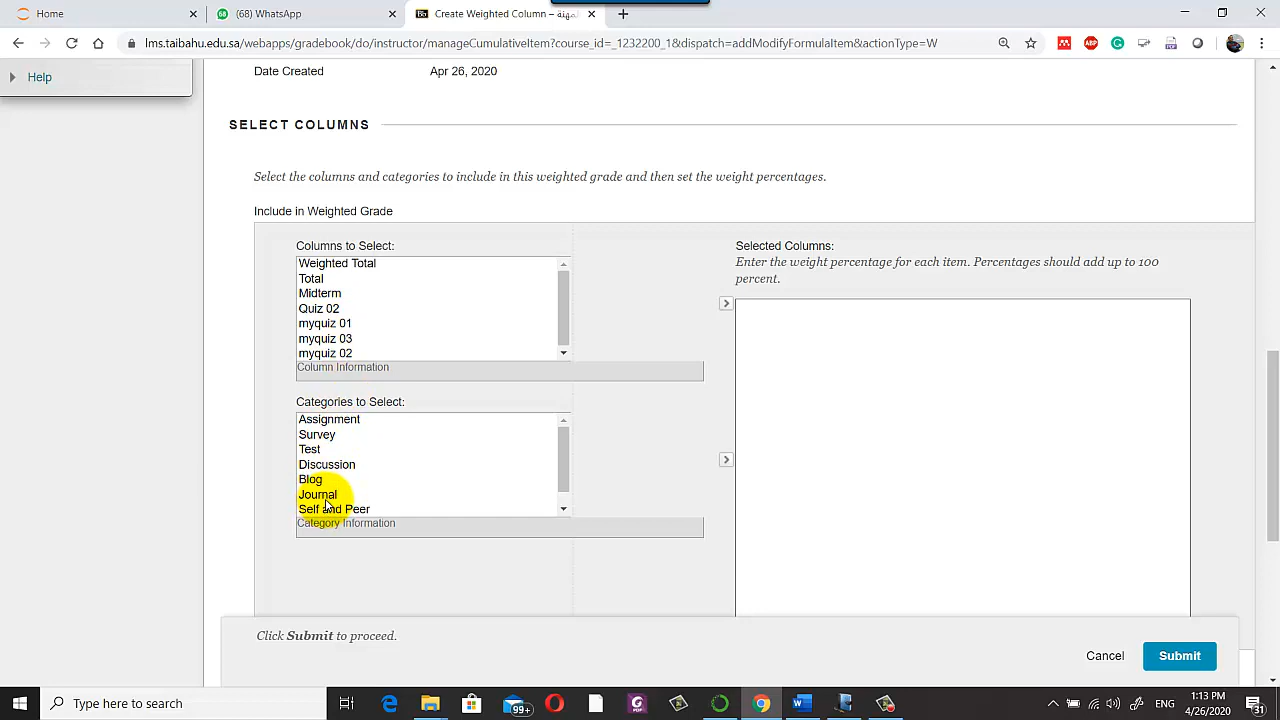 Home
(68) WhatsApp
Create Weighted Column –
lms.taibahu.edu.sa/webapps/gradebook/do/instructor/manageCumulativeItem?course_id=_1232200_1&dispatch=addModifyFormulaItem&actionType=W
Help
Date Created Apr 26, 2020
SELECT COLUMNS
Select the columns and categories to include in this weighted grade and then set the weight percentages.
Include in Weighted Grade
Columns to Select:
Weighted Total
Total
Midterm
Quiz 02
myquiz 01
myquiz 03
myquiz 02
Column Information
Categories to Select:
Assignment
Survey
Test
Discussion
Blog
Journal
Self and Peer
Category Information
Selected Columns:
Enter the weight percentage for each item. Percentages should add up to 100
percent.
Click Submit to proceed.
Cancel
Submit
Type here to search
99+
ENG
1:13 PM
4/26/2020
31